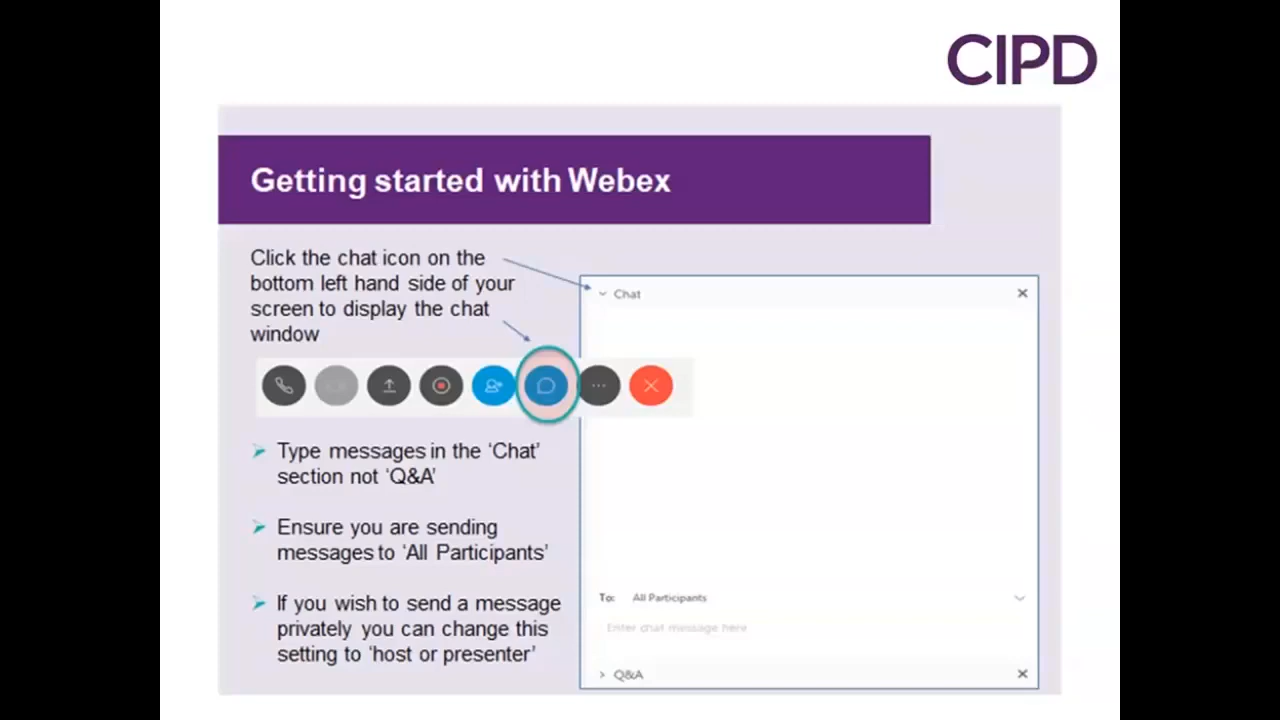 CIPD
Getting started with Webex
Click the chat icon on the
bottom left hand side of your
screen to display the chat
window
Chat
Type messages in the ‘Chat’
section not ‘Q&A’
Ensure you are sending
messages to ‘All Participants’
If you wish to send a message
privately you can change this
setting to ‘host or presenter’
To: All Participants
Enter chat message here
Q&A